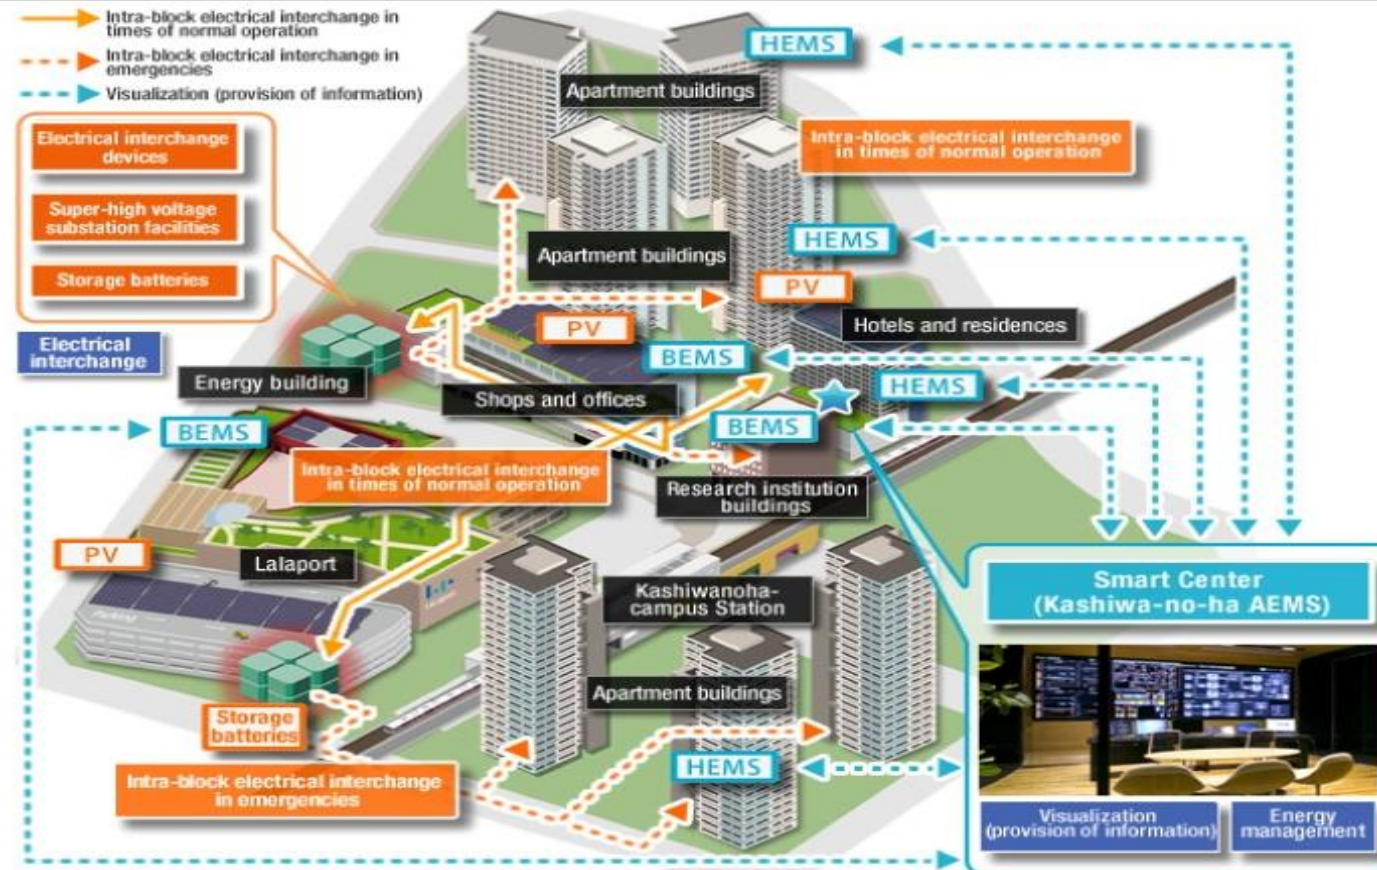 Intra-block electrical interchange in
times of normal operation
Intra-block electrical interchange in
emergencies
Visualization (provision of information)
HEMS
Apartment buildings
Electrical interchange
devices
Super-high voltage
substation facilities
Storage batteries
Intra-block electrical interchange
in times of normal operation
HEMS
Apartment buildings
PV
PV
Hotels and residences
Electrical
interchange
BEMS
Energy building
HEMS
Shops and offices
BEMS
BEMS
Intra-block electrical interchange
in times of normal operation
Research institution
buildings
PV
Lalaport
Kashiwanoha-
campus Station
Smart Center
(Kashiwa-no-ha AEMS)
Apartment buildings
Storage
batteries
HEMS
Intra-block electrical interchange
in emergencies
Visualization
(provision of information)
Energy
management